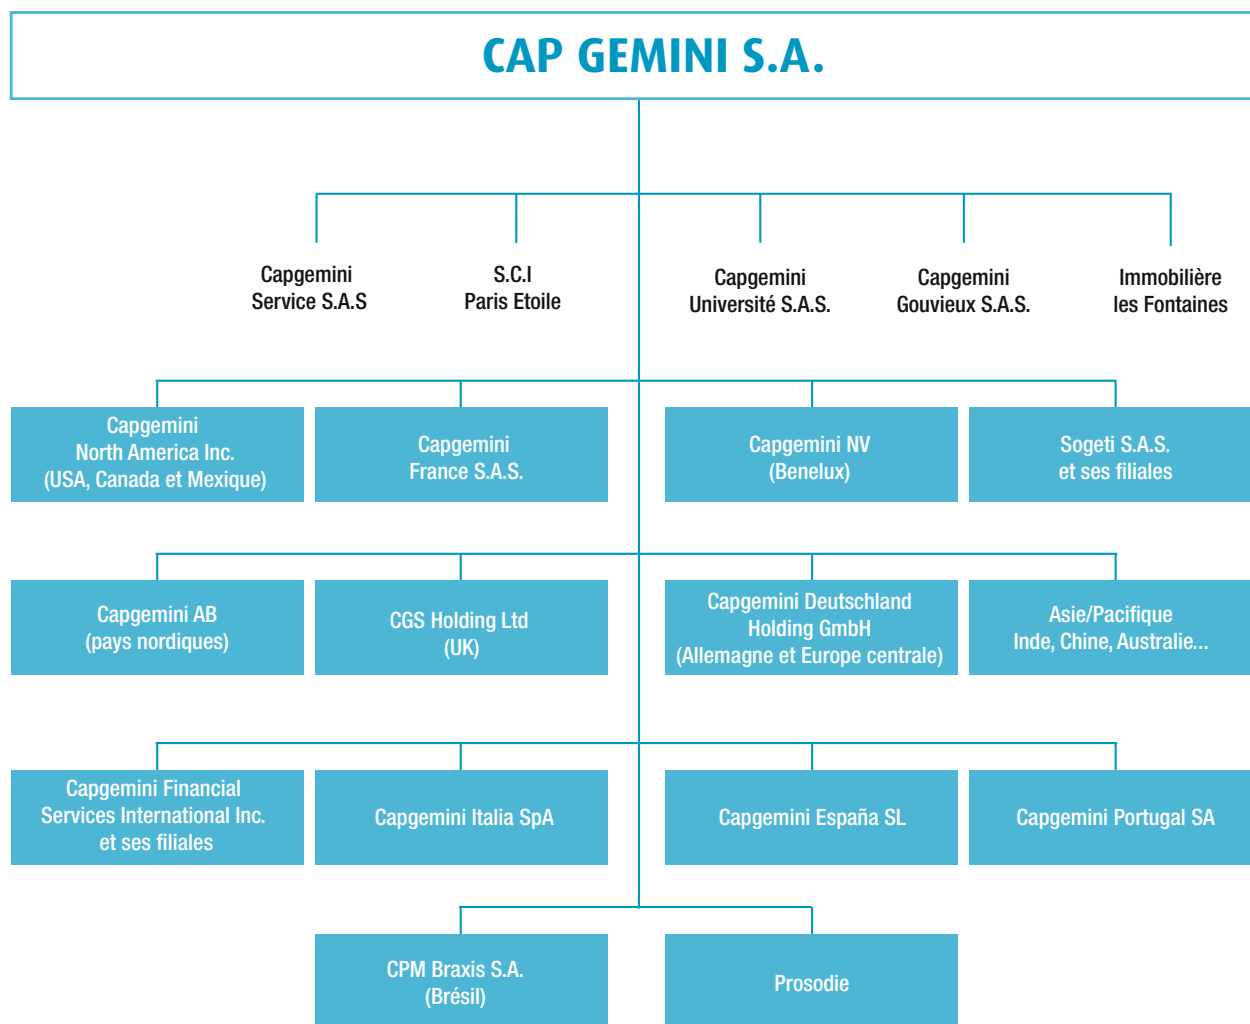 CAP GEMINI S.A.
Capgemini
Service S.A.S
S.C.I
Paris Etoile
Capgemini
Université S.A.S.
Capgemini
Gouvieux S.A.S.
Immobilière
les Fontaines
Capgemini
North America Inc.
(USA, Canada et Mexique)
Capgemini
France S.A.S.
Capgemini NV
(Benelux)
Sogeti S.A.S.
et ses filiales
Capgemini AB
(pays nordiques)
CGS Holding Ltd
(UK)
Capgemini Deutschland
Holding GmbH
(Allemagne et Europe centrale)
Asie/Pacifique
Inde, Chine, Australie...
Capgemini Financial
Services International Inc.
et ses filiales
Capgemini Italia SpA
Capgemini España SL
Capgemini Portugal SA
CPM Braxis S.A.
(Brésil)
Prosodie